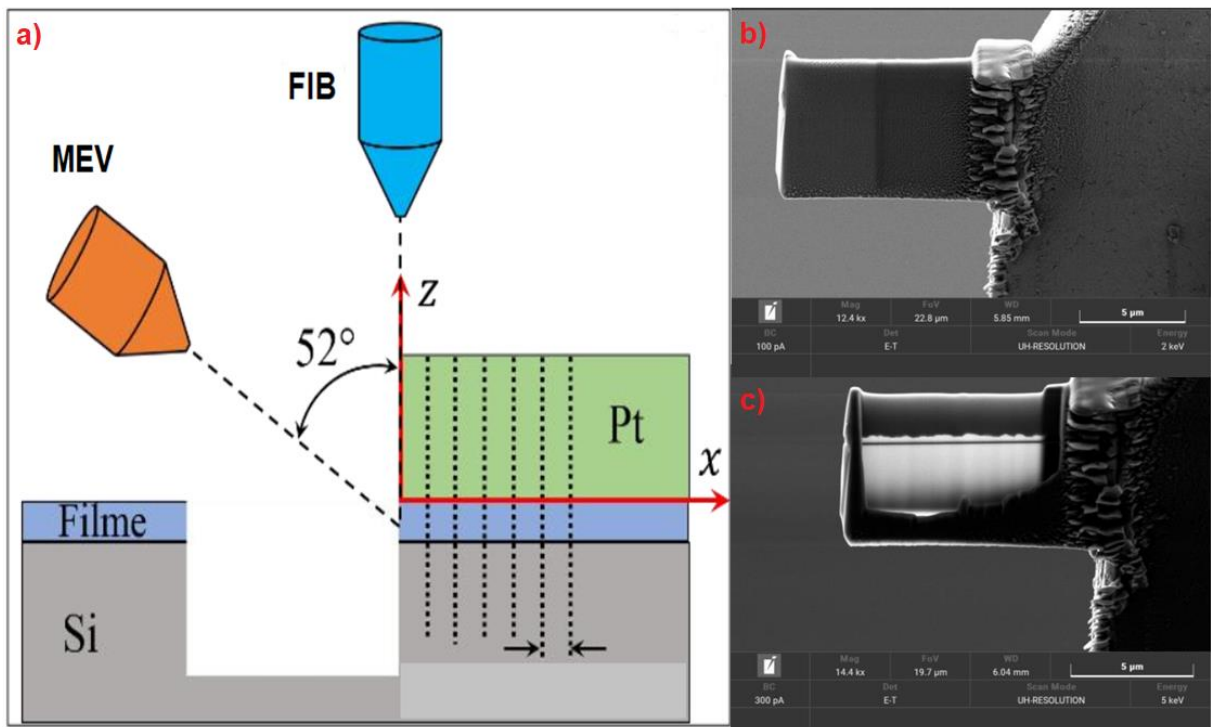 a)
FIB
MEV
z
52°
Pt
x
Filme
Si
b)
Mag FoV WD
12.4 kx 22.8 µm 5.85 mm 5 µm
BC Det Scan Mode Energy
100 pA E-T UH-RESOLUTION 2 keV
c)
Mag FoV WD
14.4 kx 19.7 µm 6.04 mm 5 µm
BC Det Scan Mode Energy
300 pA E-T UH-RESOLUTION 5 keV